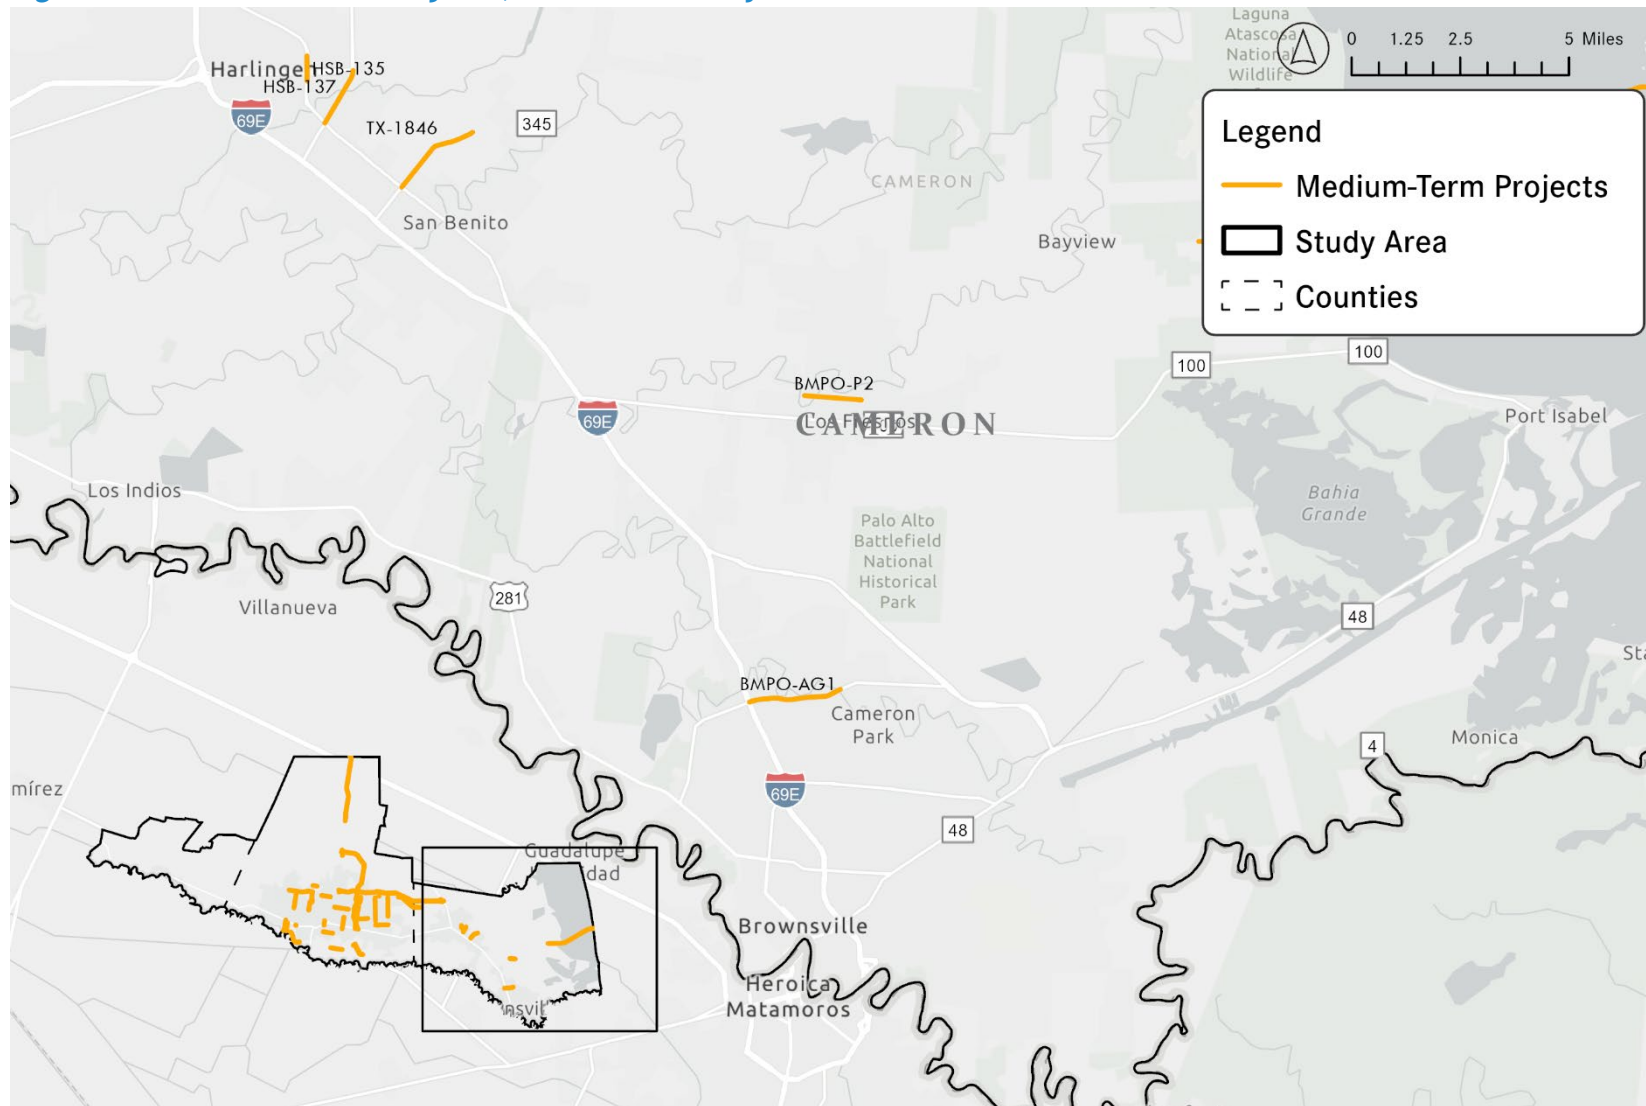 Laguna
Atascosa
National
Wildlife
0 1.25 2.5 5 Miles
Legend
Medium-Term Projects
Study Area
Counties
Harlingen
HSB-135
HSB-137
69E
TX-1846
345
San Benito
CAMERON
Bayview
100
100
BMPO-P2
Los Fresnos
CAMERON
69E
Port Isabel
Los Indios
Bahia
Grande
Palo Alto
Battlefield
National
Historical
Park
281
Villanueva
48
BMPO-AG1
Cameron
Park
4
Monica
69E
48
Guadalupe
Brownsville
Heroica
Matamoros